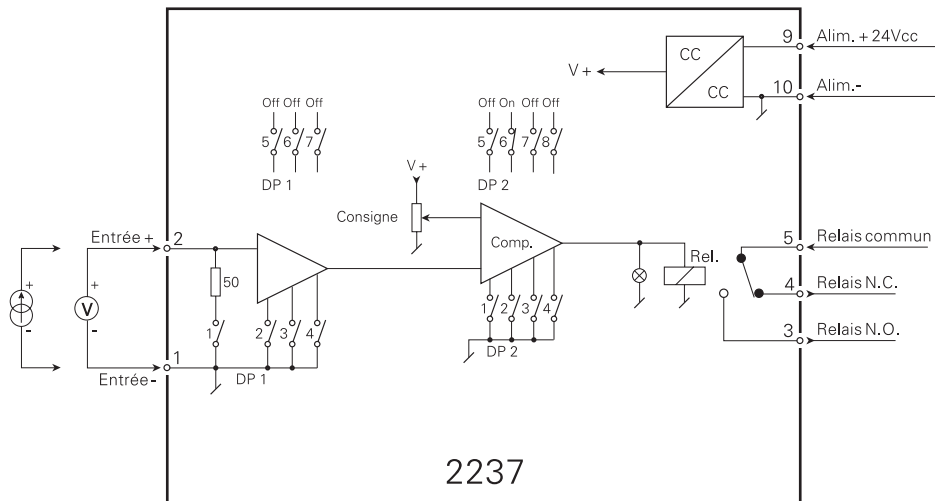 9 Alim. + 24Vcc
CC
V +
CC
10 Alim.-
Off Off Off
5 6 7
DP 1
Off On Off Off
5 6 7 8
DP 2
V +
Consigne
Comp.
Entrée + 2
5 Relais commun
Rel.
+ +
50
V
4 Relais N.C.
- -
1 2 3 4
1 2 3 4
3 Relais N.O.
DP 2
1
Entrée -
DP 1
2237